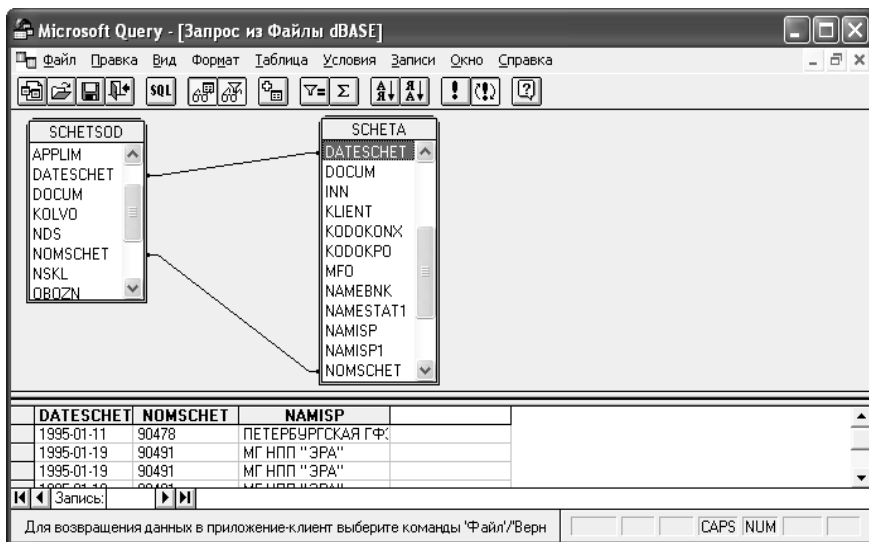 Microsoft Query - [Запрос из Файлы dBASE]
Файл Правка Вид Формат Таблица Условия Записи Окно Справка
SQL
SCHETSOD
APPLIM
DATESCHET
DOCUM
KOLVO
NDS
NOMSCHET
NSKL
OBOZN
SCHETA
DATESCHET
DOCUM
INN
KLIENT
KODOKONX
KODOKPO
MFO
NAMEBNK
NAMESTAT1
NAMISP
NAMISP1
NOMSCHET
DATESCHET NOMSCHET NAMISP
1995-01-11 90478 ПЕТЕРБУРГСКАЯ
1995-01-19 90491 МГ НПП "ЭРА"
1995-01-19 90491 МГ НПП "ЭРА"
Запись:
Для возвращения данных в приложение-клиент выберите команды 'Файл'/'Верн
CAPS NUM